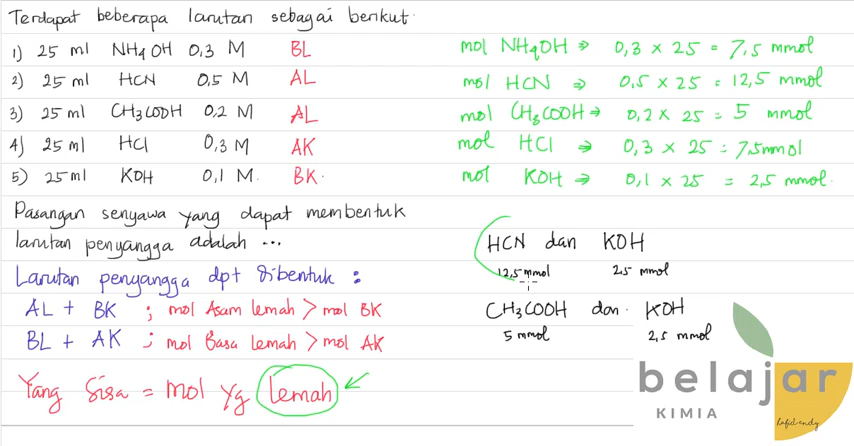 Terdapat beberapa larutan sebagai berikut:
1) 25 ml NH4OH 0,3 M BL
2) 25 ml HCN 0,5 M AL
3) 25 ml CH3COOH 0,2 M AL
4) 25 ml HCl 0,3 M AK
5) 25 ml KOH 0,1 M. BK.
mol NH4OH ⇒ 0,3 x 25 = 7,5 mmol
mol HCN ⇒ 0,5 x 25 = 12,5 mmol
mol CH3COOH ⇒ 0,2 x 25 = 5 mmol
mol HCl ⇒ 0,3 x 25 = 7,5 mmol
mol KOH ⇒ 0,1 x 25 = 2,5 mmol.
Pasangan senyawa yang dapat membentuk
larutan penyangga adalah ...
Larutan penyangga dpt dibentuk :
AL + BK ; mol Asam lemah > mol BK
BL + AK ; mol Basa lemah > mol AK
Yang Sisa = mol yg lemah
HCN dan KOH
12,5 mmol 2,5 mmol
CH3COOH dan KOH
5 mmol 2,5 mmol
belajar
KIMIA